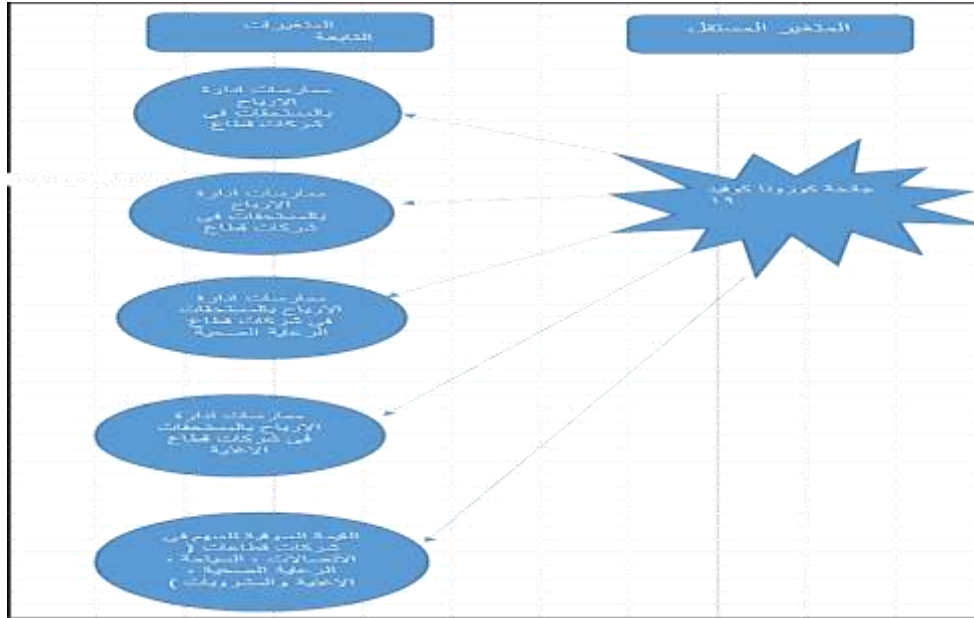 المتغير المستقل
المتغيرات
التابعة
جائحة كورونا كوفيد
١٩
ممارسات ادارة
الارباح
بالمستحقات في
شركات قطاع
ممارسات ادارة
الارباح
بالمستحقات في
شركات قطاع
ممارسات ادارة
الارباح بالمستحقات
في شركات قطاع
الرعاية الصحية
ممارسات ادارة
الارباح بالمستحقات
في شركات قطاع
الاغذية
القيمة السوقية للسهم في
شركات قطاعات (
الاتصالات - السياحة -
الرعاية الصحية -
الاغذية والمشروبات )